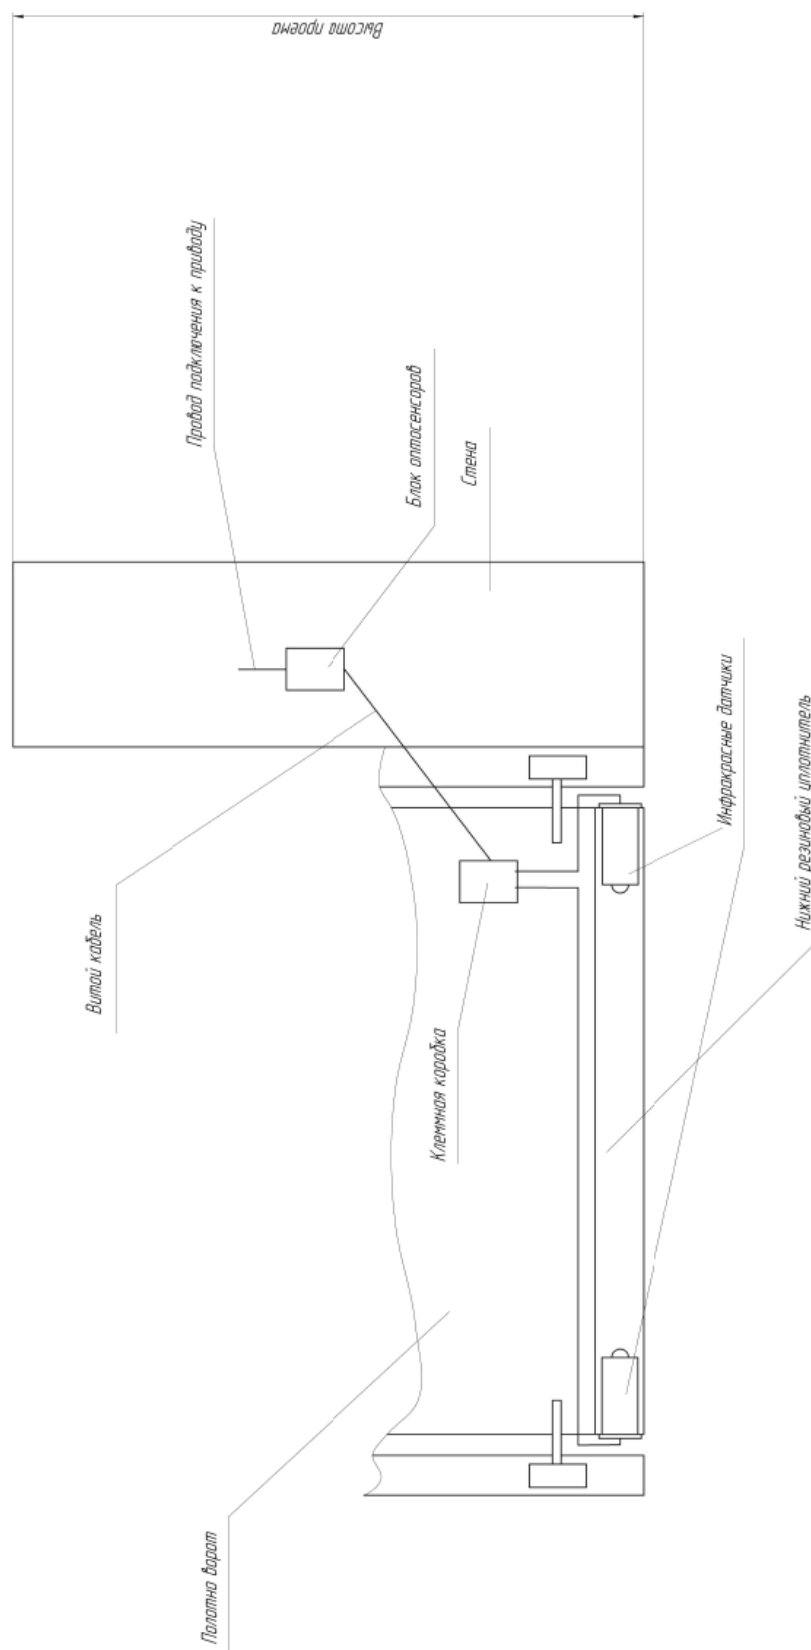 Высота проема
Провод подключения к приводу
Блок оптосенсоров
Стена
Витой кабель
Клеммная коробка
Инфракрасные датчики
Нижний резиновый уплотнитель
Полотно ворот